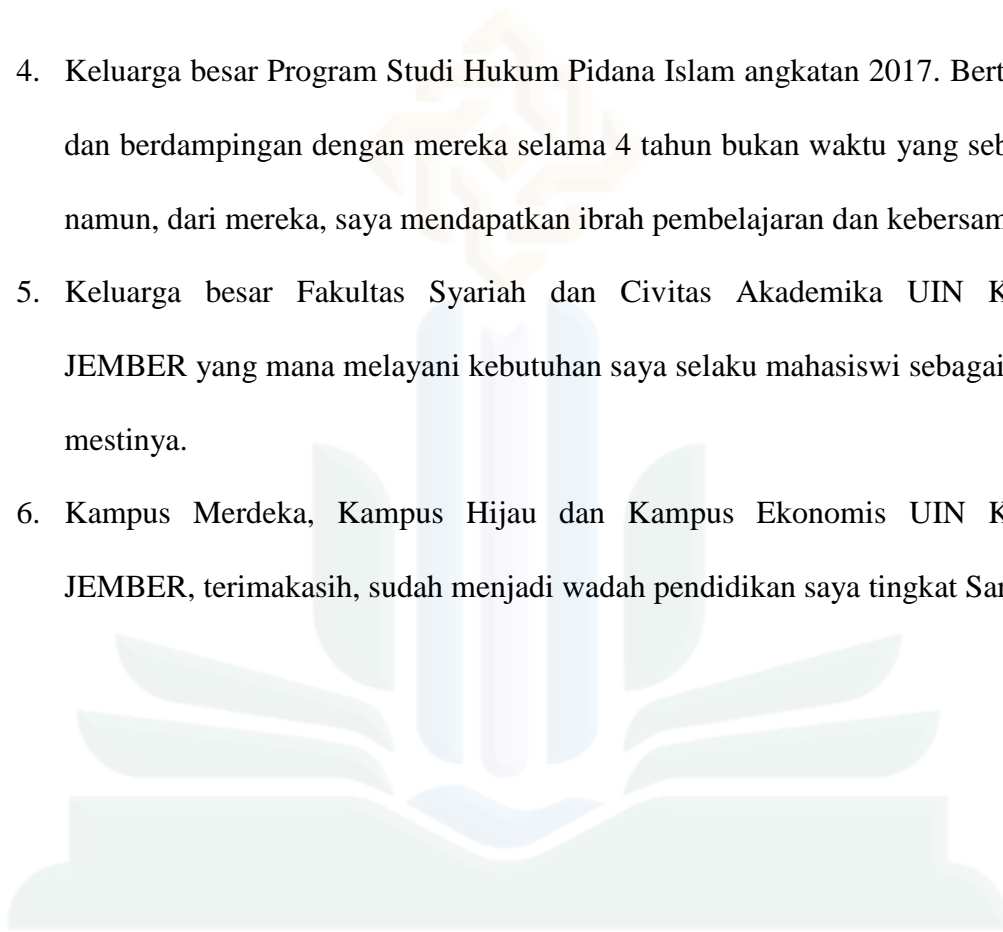 4. Keluarga besar Program Studi Hukum Pidana Islam angkatan 2017. Bert
dan berdampingan dengan mereka selama 4 tahun bukan waktu yang seb
namun, dari mereka, saya mendapatkan ibrah pembelajaran dan kebersam
5. Keluarga besar Fakultas Syariah dan Civitas Akademika UIN K
JEMBER yang mana melayani kebutuhan saya selaku mahasiswi sebagai
mestinya.
6. Kampus Merdeka, Kampus Hijau dan Kampus Ekonomis UIN K
JEMBER, terimakasih, sudah menjadi wadah pendidikan saya tingkat Sar